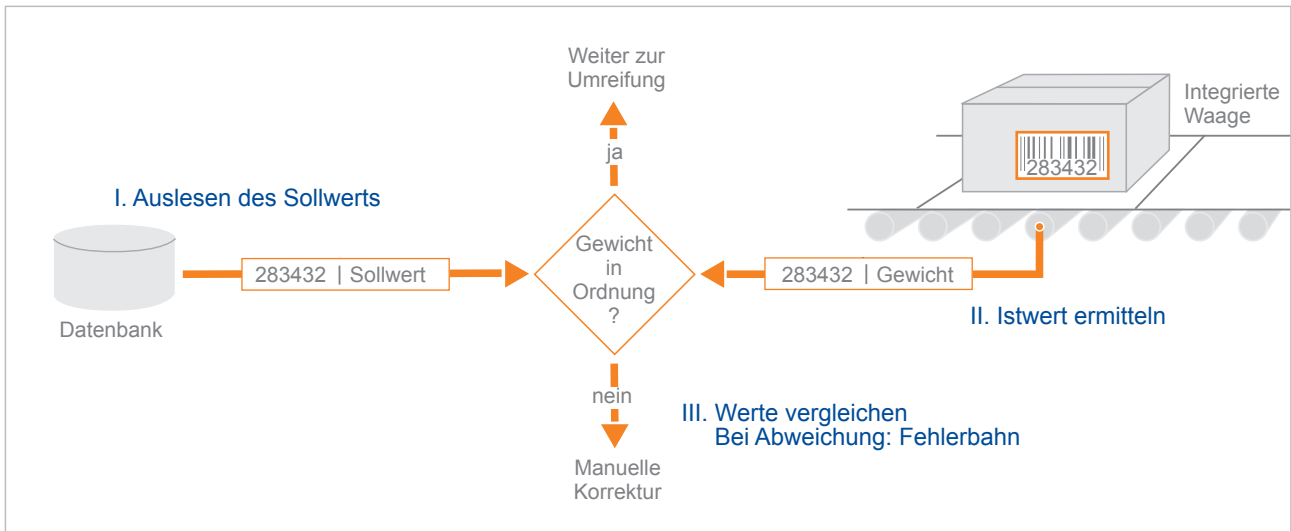 Weiter zur
Umreifung
ja
Integrierte
Waage
283432
I. Auslesen des Sollwerts
Datenbank
283432 | Sollwert
Gewicht
in
Ordnung
?
283432 | Gewicht
II. Istwert ermitteln
nein
III. Werte vergleichen
Bei Abweichung: Fehlerbahn
Manuelle
Korrektur